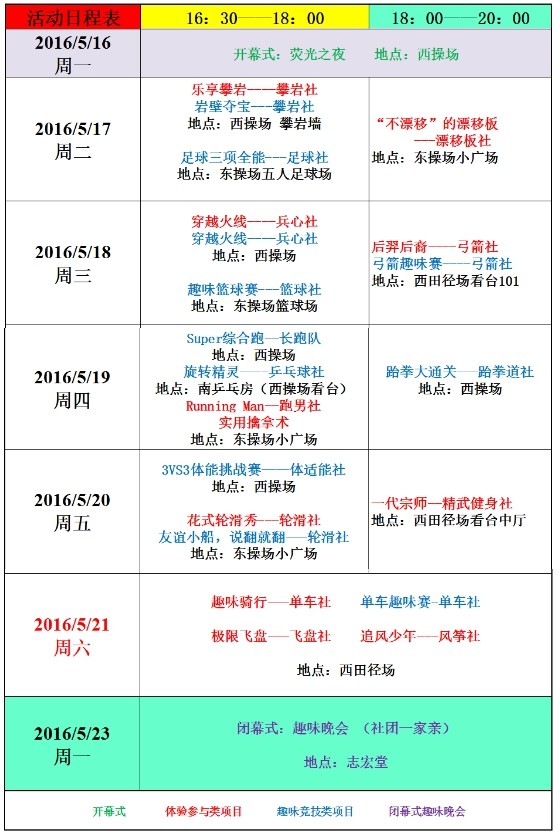 活动日程表 16：30——18：00 18：00——20：00
2016/5/16
周一
开幕式：荧光之夜 地点：西操场
2016/5/17
周二
乐享攀岩----攀岩社
岩壁夺宝---攀岩社
地点：西操场 攀岩墙
足球三项全能---足球社
地点：东操场五人足球场
“不漂移”的漂移板
---漂移板社
地点：东操场小广场
2016/5/18
周三
穿越火线----兵心社
穿越火线----兵心社
地点：西操场
趣味篮球赛---篮球社
地点：东操场篮球场
后羿后裔----弓箭社
弓箭趣味赛----弓箭社
地点：西田径场看台101
2016/5/19
周四
Super综合跑--长跑队
地点：西操场
旋转精灵----乒乓球社
地点：南乒乓房（西操场看台）
Running Man--跑男社
实用擒拿术
地点：东操场小广场
跆拳大通关---跆拳道社
地点：西操场
2016/5/20
周五
3VS3体能挑战赛——体适能社
地点：西操场
花式轮滑秀---轮滑社
友谊小船，说翻就翻---轮滑社
地点：东操场小广场
一代宗师--精武健身社
地点：西田径场看台中厅
2016/5/21
周六
趣味骑行---单车社 单车趣味赛-单车社
极限飞盘---飞盘社 追风少年---风筝社
地点：西田径场
2016/5/23
周一
闭幕式：趣味晚会 （社团一家亲）
地点：志宏堂
开幕式 体验参与类项目 趣味竞技类项目 闭幕式趣味晚会